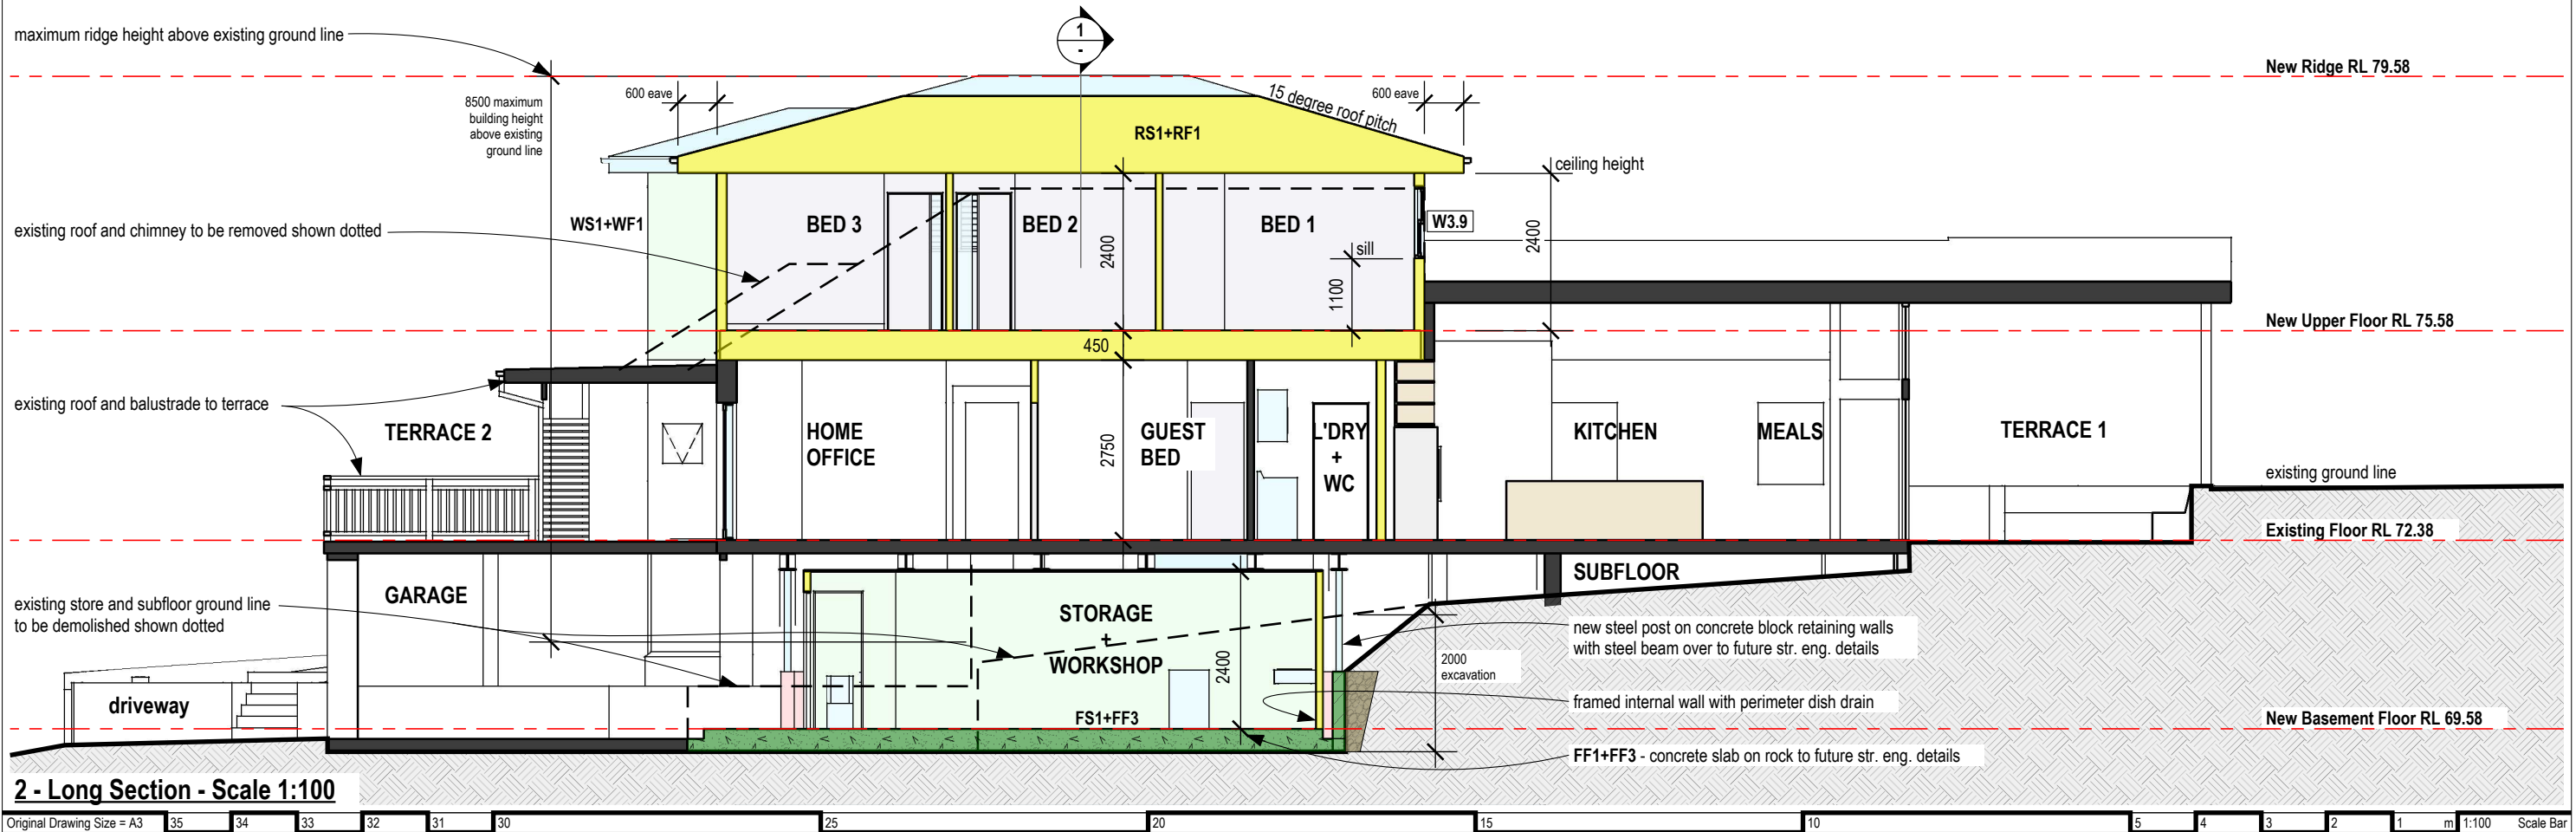 maximum ridge height above existing ground line
1
-
New Ridge RL 79.58
8500 maximum
building height
above existing
ground line
600 eave
600 eave
15 degree roof pitch
RS1+RF1
ceiling height
existing roof and chimney to be removed shown dotted
WS1+WF1
BED 3
BED 2
BED 1
W3.9
2400
2400
sill
1100
New Upper Floor RL 75.58
450
existing roof and balustrade to terrace
TERRACE 2
HOME
OFFICE
2750
GUEST
BED
L'DRY
+
WC
KITCHEN
MEALS
TERRACE 1
existing ground line
Existing Floor RL 72.38
GARAGE
SUBFLOOR
existing store and subfloor ground line
to be demolished shown dotted
STORAGE
+
WORKSHOP
2400
new steel post on concrete block retaining walls
with steel beam over to future str. eng. details
2000
excavation
driveway
framed internal wall with perimeter dish drain
FS1+FF3
New Basement Floor RL 69.58
FF1+FF3 - concrete slab on rock to future str. eng. details
2 - Long Section - Scale 1:100
Original Drawing Size = A3 35 34 33 32 31 30 25 20 15 10 5 4 3 2 1 m 1:100 Scale Bar